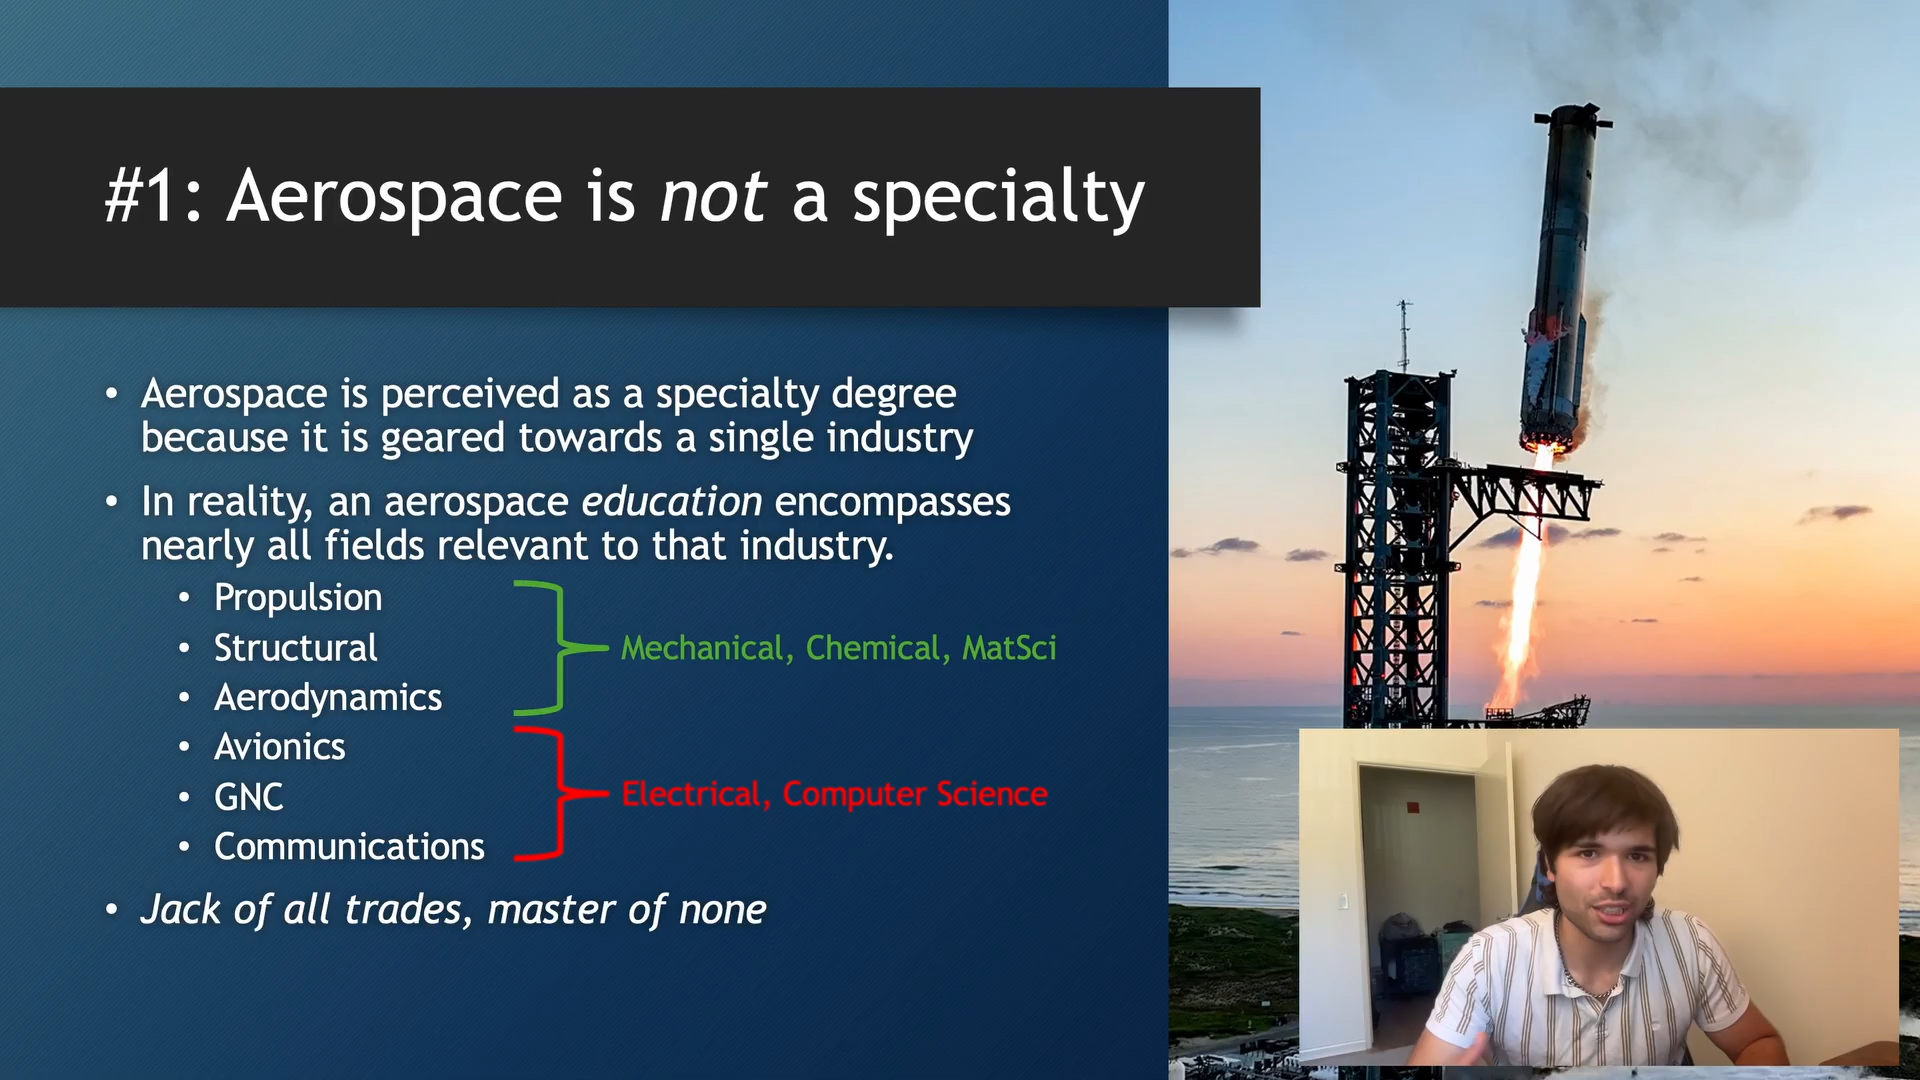 #1: Aerospace is not a specialty
• Aerospace is perceived as a specialty degree
because it is geared towards a single industry
• In reality, an aerospace education encompasses
nearly all fields relevant to that industry.
• Propulsion
• Structural
• Aerodynamics
Mechanical, Chemical, MatSci
• Avionics
• GNC
• Communications
Electrical, Computer Science
• Jack of all trades, master of none